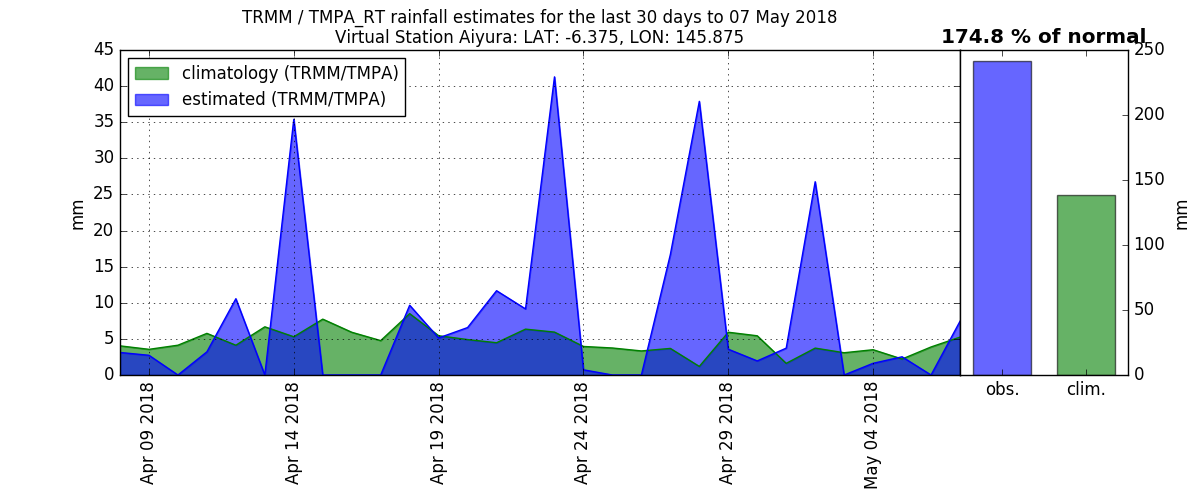 TRMM / TMPA_RT rainfall estimates for the last 30 days to 07 May 2018
Virtual Station Aiyura: LAT: -6.375, LON: 145.875
174.8 % of normal
climatology (TRMM/TMPA)
estimated (TRMM/TMPA)
mm
45
40
35
30
25
20
15
10
5
0
Apr 09 2018
Apr 14 2018
Apr 19 2018
Apr 24 2018
Apr 29 2018
May 04 2018
obs.
clim.
250
200
150
100
50
0
mm